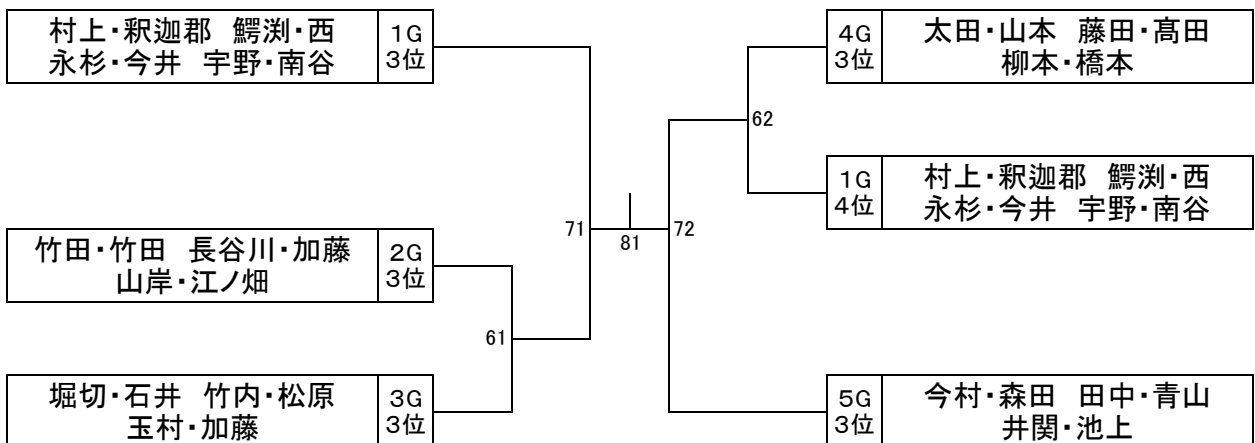 村上・釈迦郡　鰐渕・西
永杉・今井　宇野・南谷
1G
3位
竹田・竹田　長谷川・加藤
山岸・江ノ畑
2G
3位
堀切・石井　竹内・松原
玉村・加藤
3G
3位
61
71
81
72
62
4G
3位
太田・山本　藤田・髙田
柳本・橋本
1G
4位
村上・釈迦郡　鰐渕・西
永杉・今井　宇野・南谷
5G
3位
今村・森田　田中・青山
井関・池上